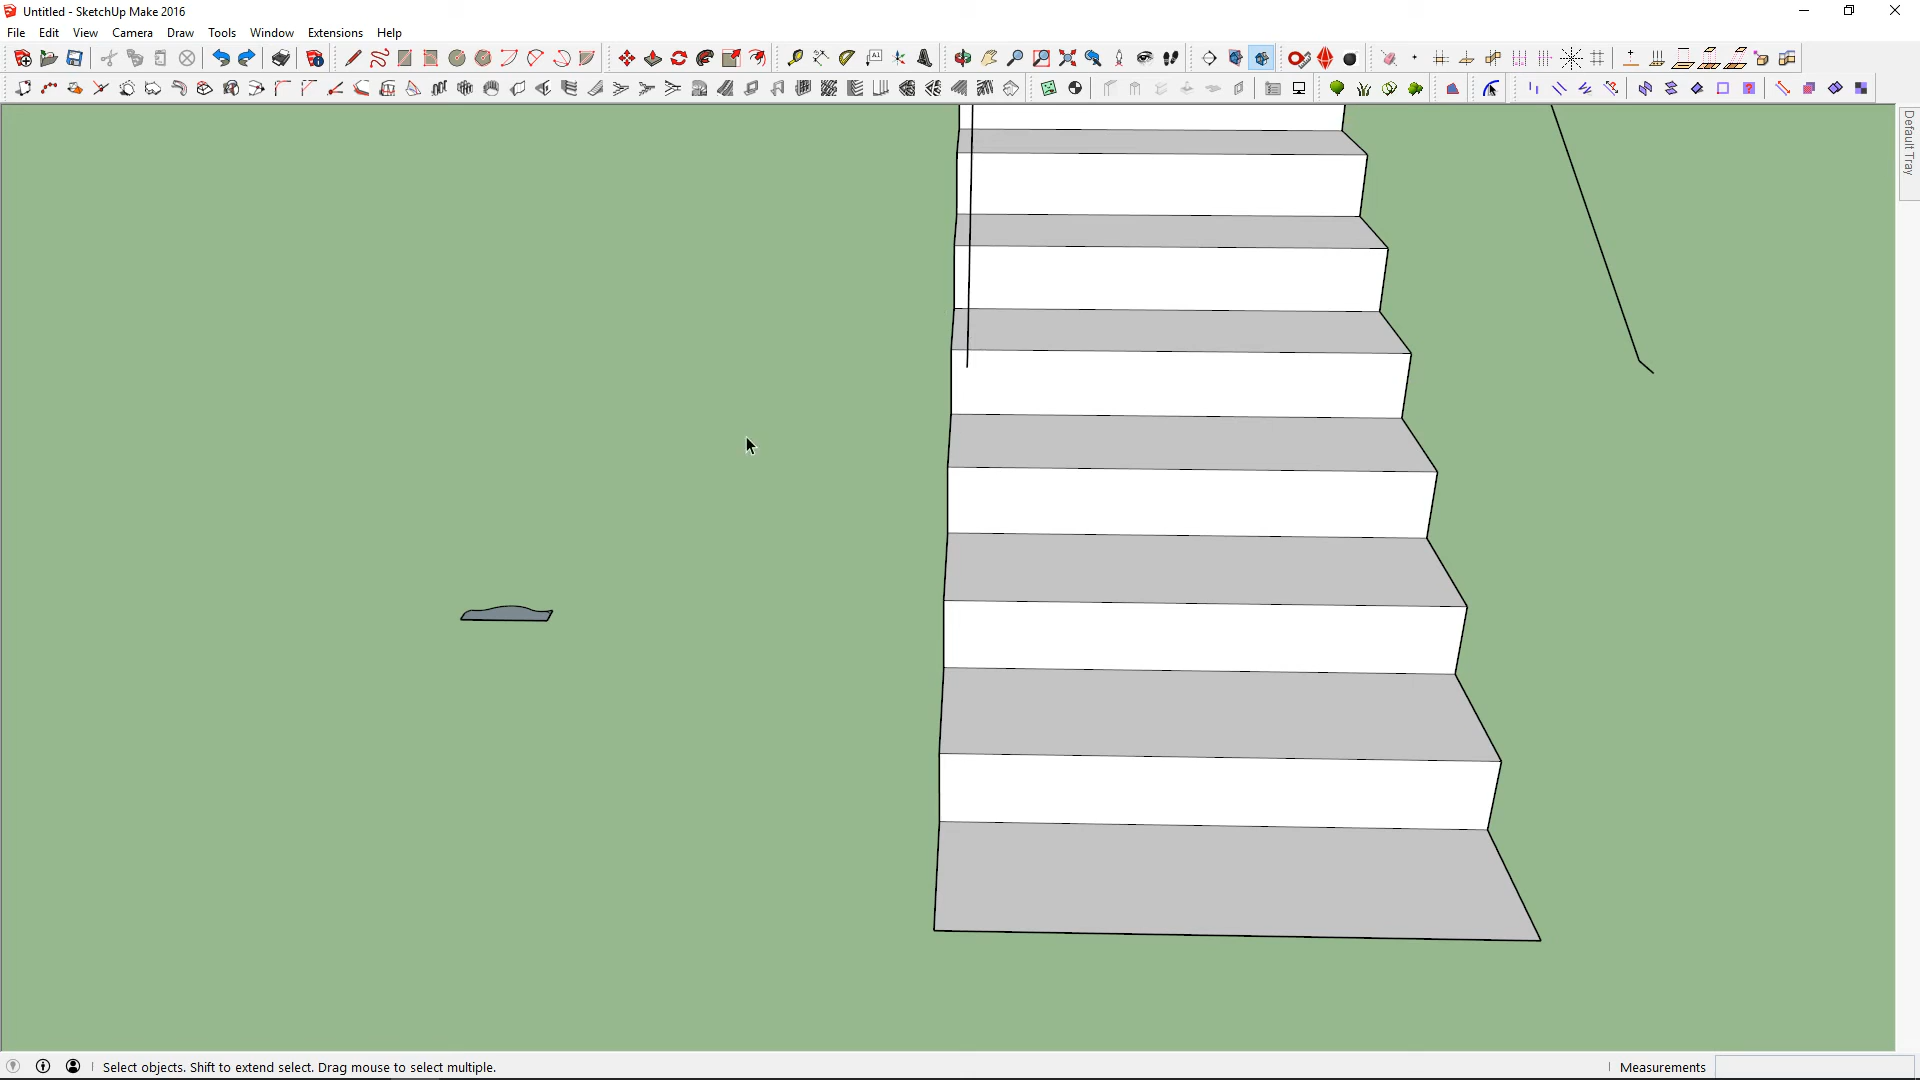 Untitled - SketchUp Make 2016
File Edit View Camera Draw Tools Window Extensions Help
A1
Default Tray
Select objects. Shift to extend select. Drag mouse to select multiple.
Measurements